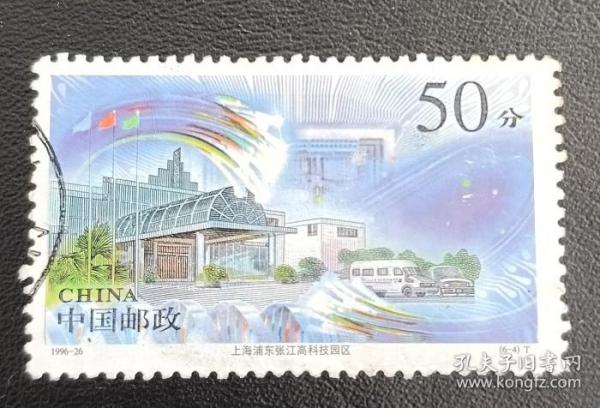 50分
CHINA
中国邮政
1996-26
上海浦东张江高科技园区
(6-4) T
孔夫子旧书网
www.kongfz.com